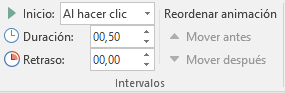 Inicio: Al hacer clic Reordenar animación
Duración: 00,50 Mover antes
Retraso: 00,00 Mover después
Intervalos